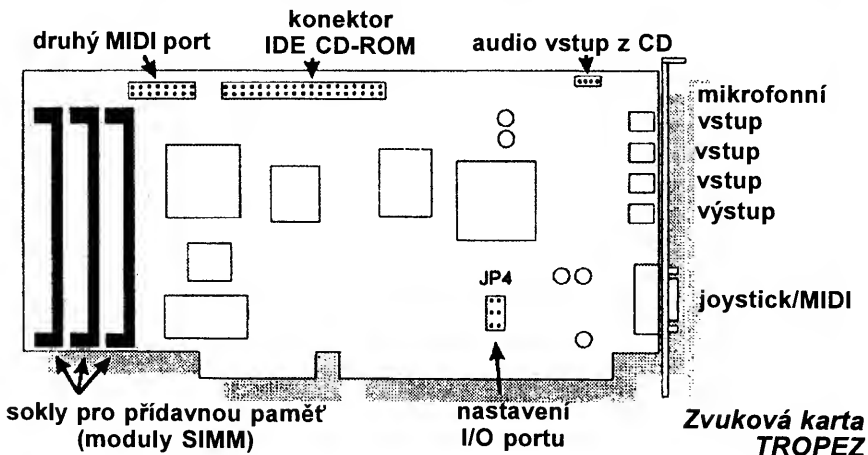 druhý MIDI port
konektor
IDE CD-ROM
audio vstup z CD
mikrofonní
vstup
vstup
vstup
výstup
JP4
joystick/MIDI
sokly pro přídavnou paměť
(moduly SIMM)
nastavení
I/O portu
Zvuková karta
TROPEZ